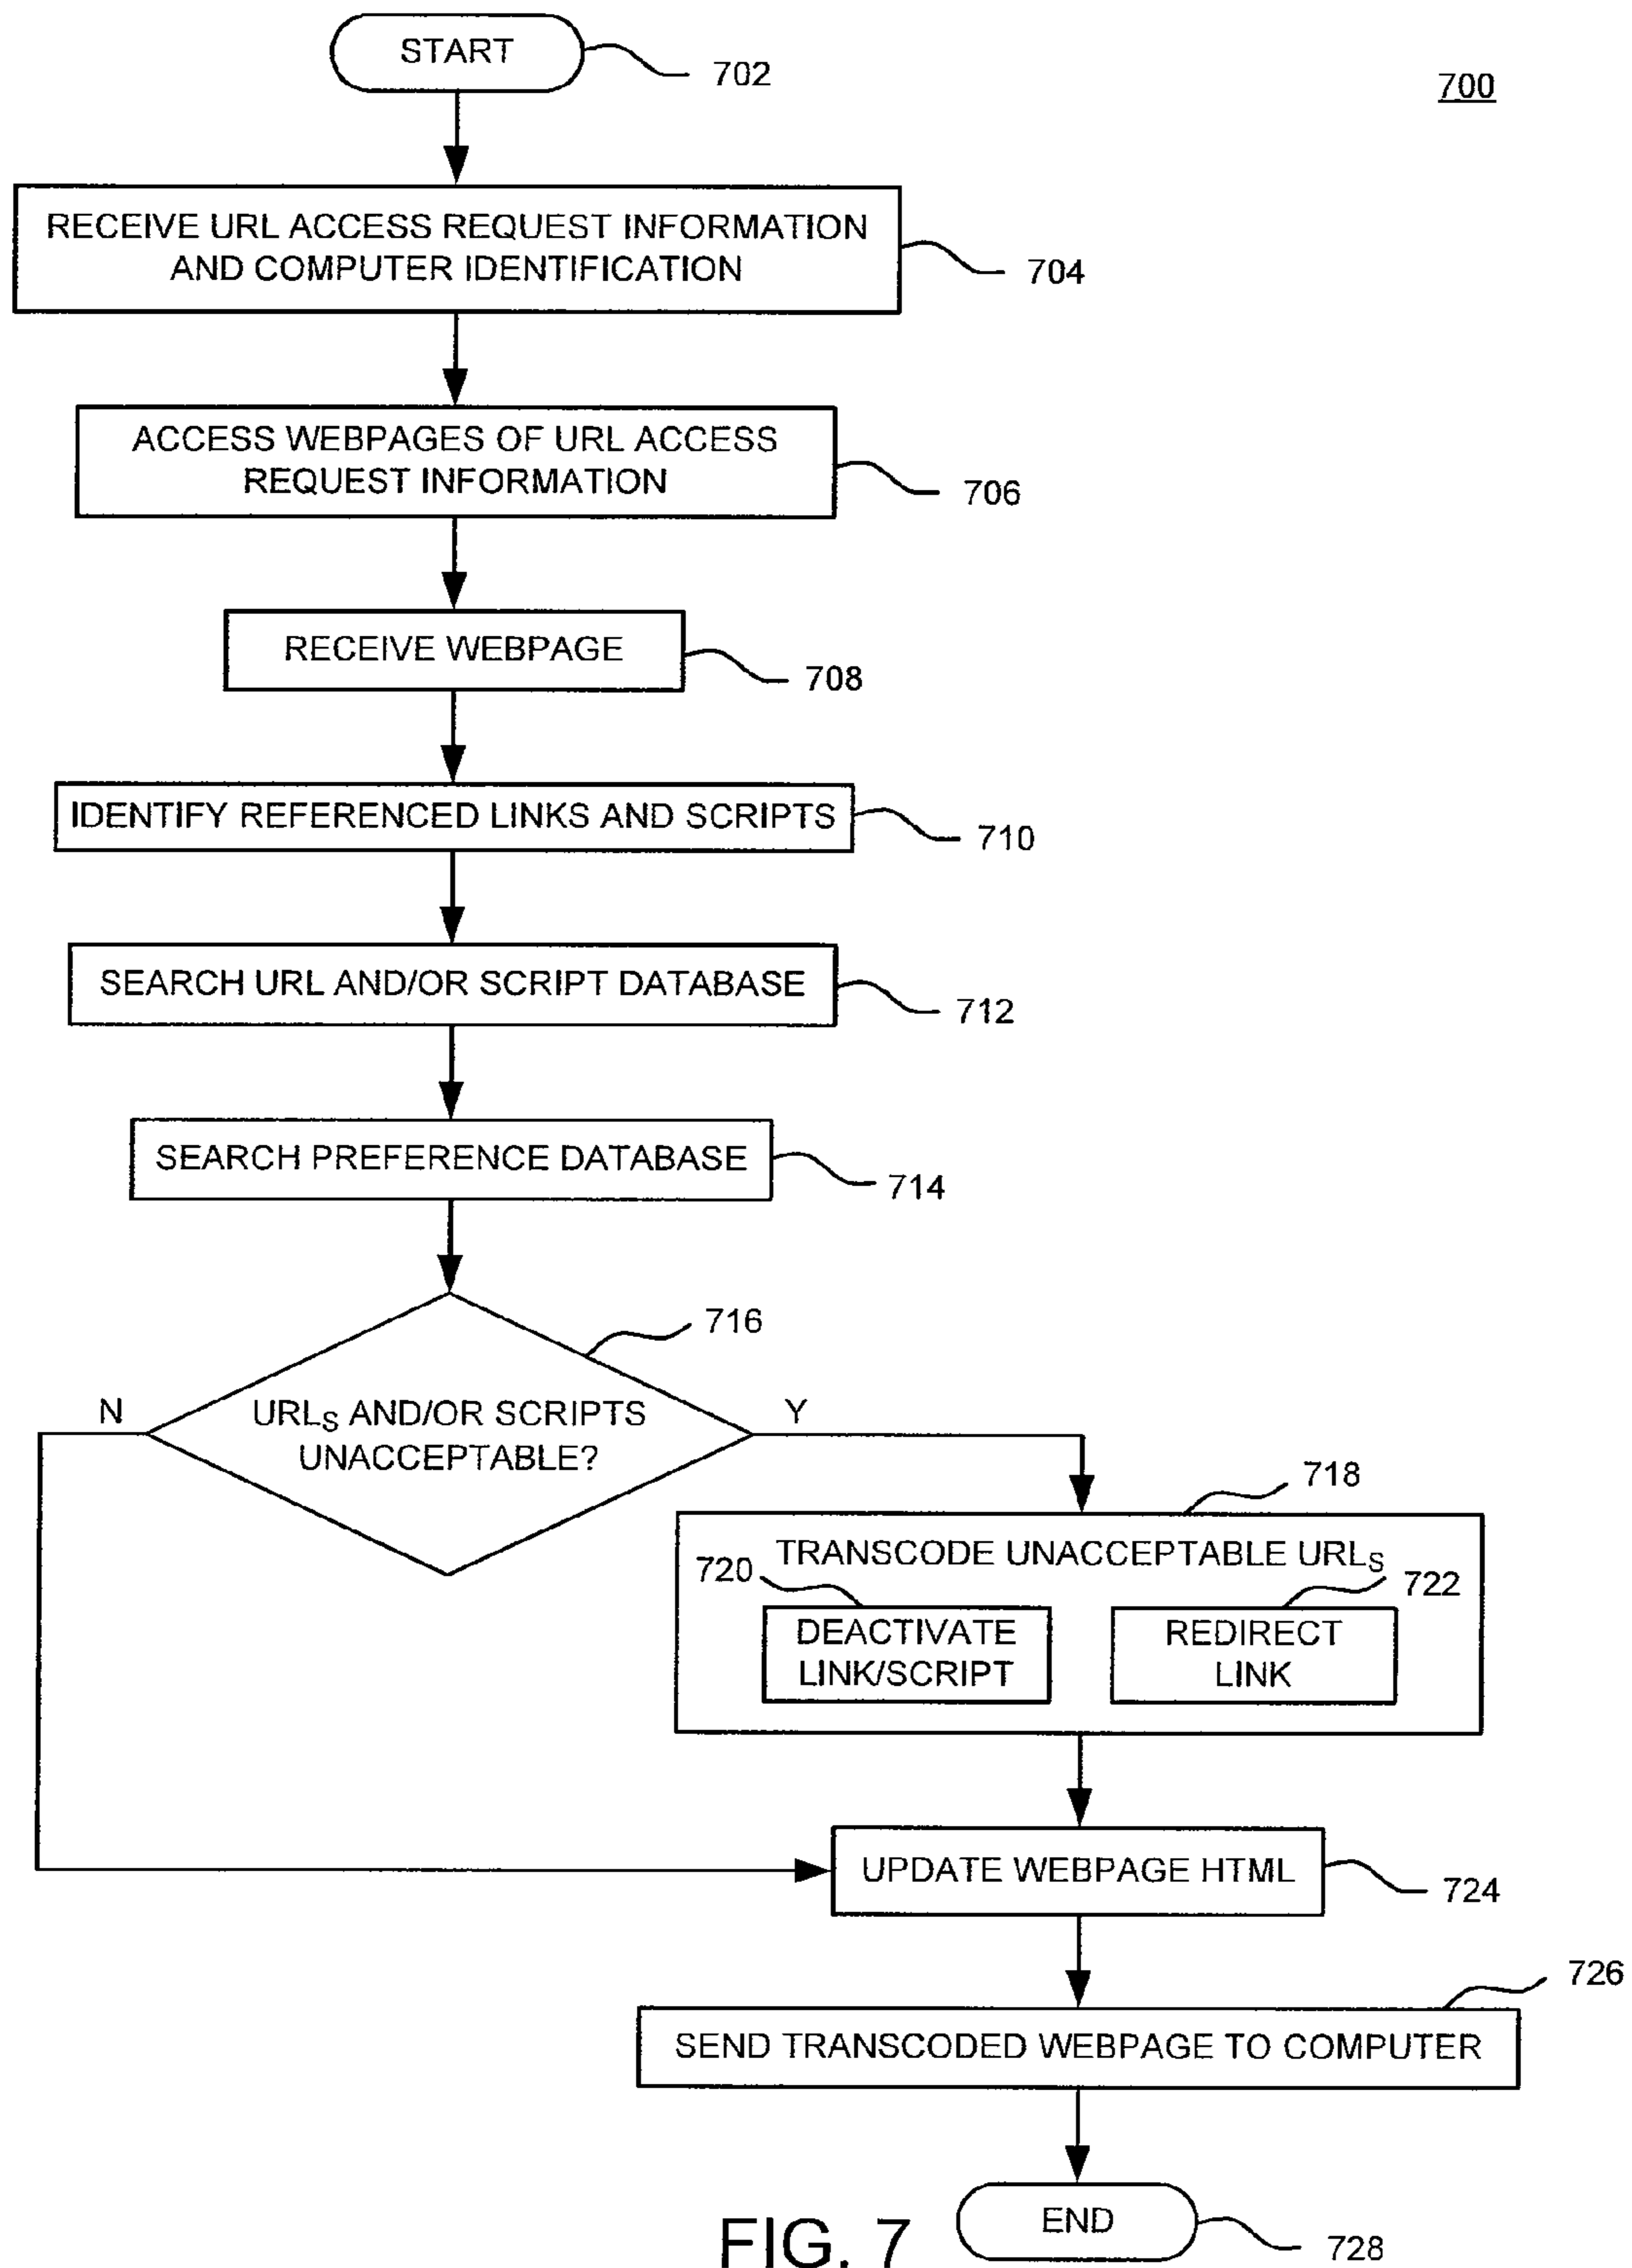 START
702
700
RECEIVE URL ACCESS REQUEST INFORMATION
AND COMPUTER IDENTIFICATION
704
ACCESS WEBPAGES OF URL ACCESS
REQUEST INFORMATION
706
RECEIVE WEBPAGE
708
IDENTIFY REFERENCED LINKS AND SCRIPTS
710
SEARCH URL AND/OR SCRIPT DATABASE
712
SEARCH PREFERENCE DATABASE
714
716
N
URLS AND/OR SCRIPTS
UNACCEPTABLE?
Y
718
TRANSCODE UNACCEPTABLE URLS
720
722
DEACTIVATE
LINK/SCRIPT
REDIRECT
LINK
UPDATE WEBPAGE HTML
724
726
SEND TRANSCODED WEBPAGE TO COMPUTER
END
728
FIG. 7